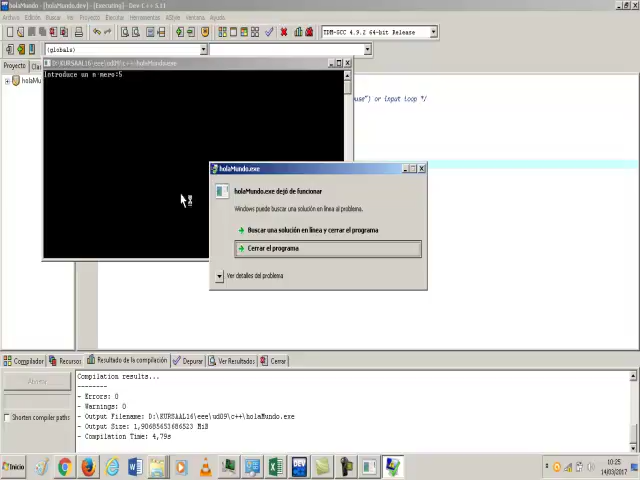 holaMundo - [holaMundo.dev] - [Executing] - Dev-C++ 5.11
Archivo Edición Buscar Ver Proyecto Ejecutar Herramientas AStyle Ventana Ayuda
TDM-GCC 4.9.2 64-bit Release
(globals)
Proyecto
D:\KURSAAL16\eee\ud09\c++\holaMundo.exe
Introduce un n mero:5
use") or input loop */
holaMundo.exe
holaMundo.exe dejó de funcionar
Windows puede buscar una solución en línea al problema.
Buscar una solución en línea y cerrar el programa
Cerrar el programa
Ver detalles del problema
Compilador Recursos Resultado de la compilación Depurar Ver Resultados Cerrar
Abortar
Shorten compiler paths
Compilation results...
--------
- Errors: 0
- Warnings: 0
- Output Filename: D:\KURSAAL16\eee\ud09\c++\holaMundo.exe
- Output Size: 1,90685653686523 MiB
- Compilation Time: 4,79s
Inicio
10:25
14/03/2017